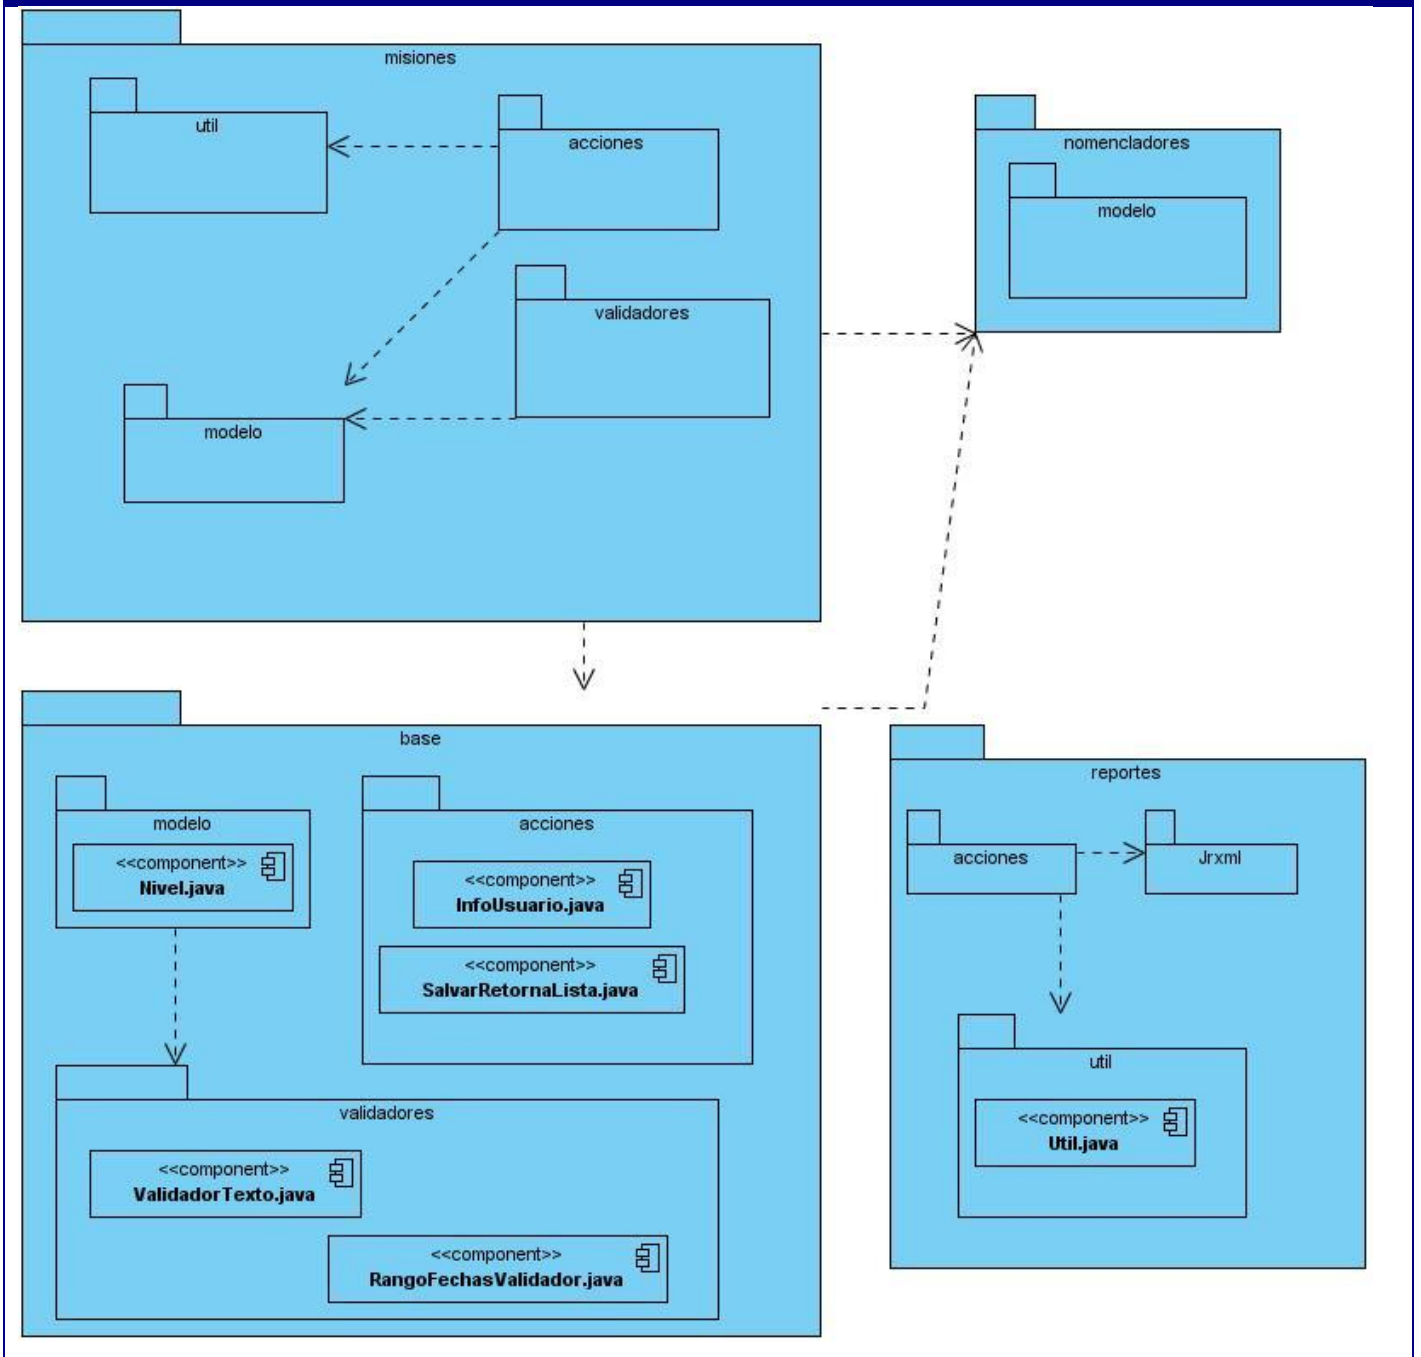 misiones
util
acciones
validadores
modelo
nomencladores
modelo
base
modelo
<<component>>
Nivel.java
acciones
<<component>>
InfoUsuario.java
<<component>>
SalvarRetornaLista.java
validadores
<<component>>
ValidadorTexto.java
<<component>>
RangoFechasValidador.java
reportes
acciones
Jrxml
util
<<component>>
Util.java